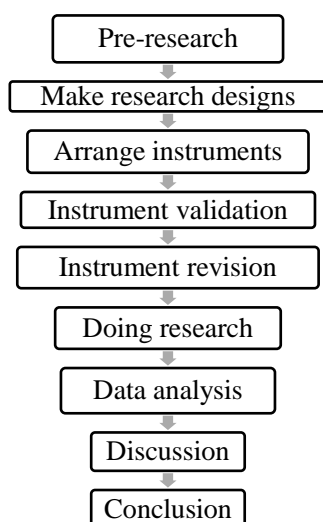 Pre-research
Make research designs
Arrange instruments
Instrument validation
Instrument revision
Doing research
Data analysis
Discussion
Conclusion